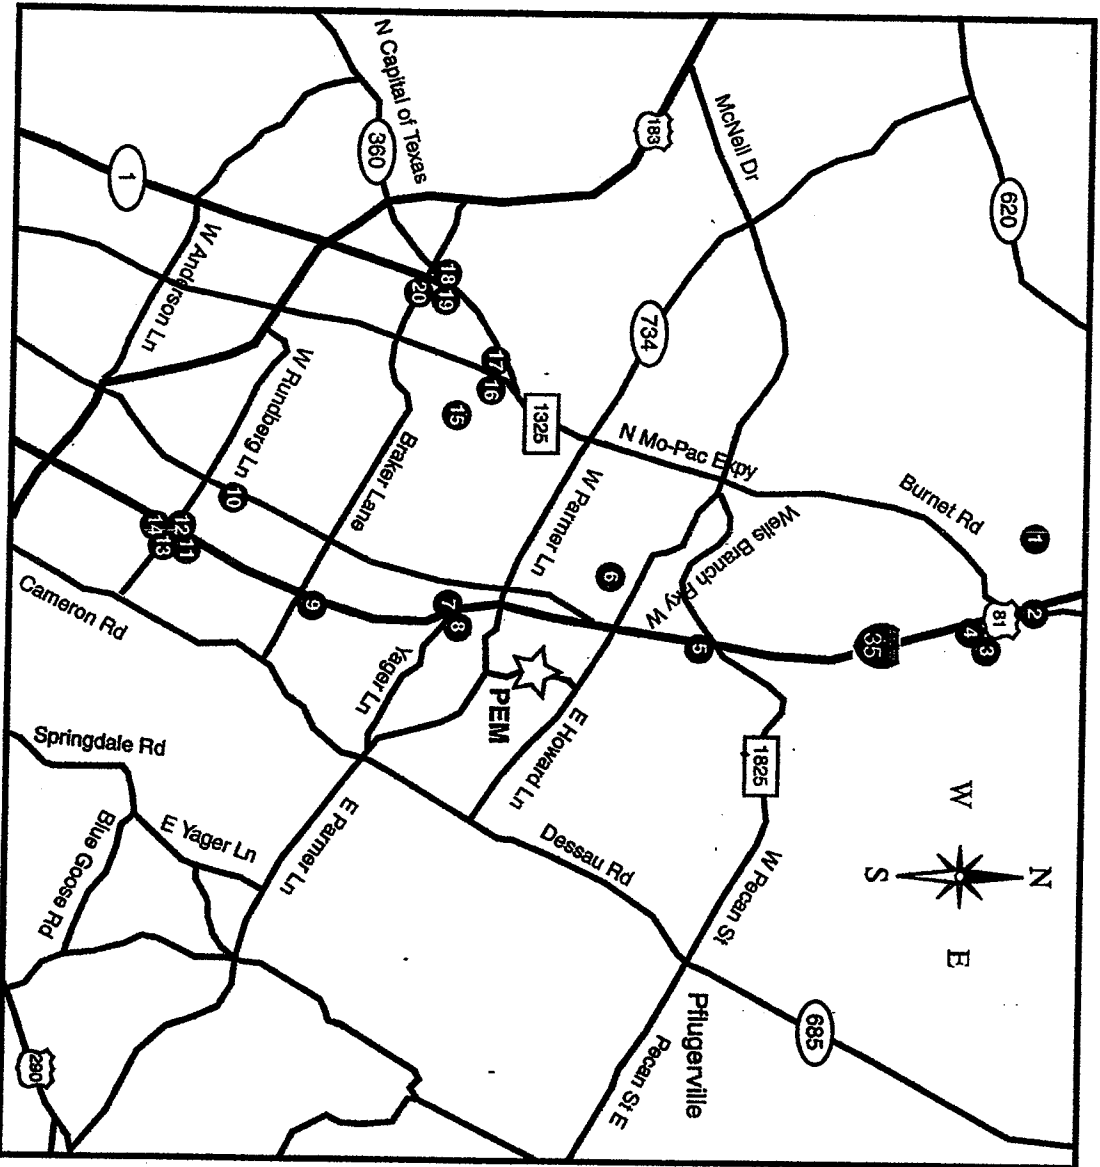 N Capital of Texas
360
183
McNeil Dr
620
1
W Anderson Ln
18
19
20
734
17
16
15
1325
W Rundberg Ln
Braker Lane
N Mo-Pac Expy
Burnet Rd
W Parmer Ln
Wells Branch Pky W
10
1
2
81
4
3
12
14
13
11
6
9
7
8
5
35
Cameron Rd
Yager Ln
PEM
E Howard Ln
1825
Springdale Rd
Blue Goose Rd
E Yager Ln
E Parmer Ln
Dessau Rd
W Pecan St
W
N
S
E
Pflugerville
685
Pecan St E
290